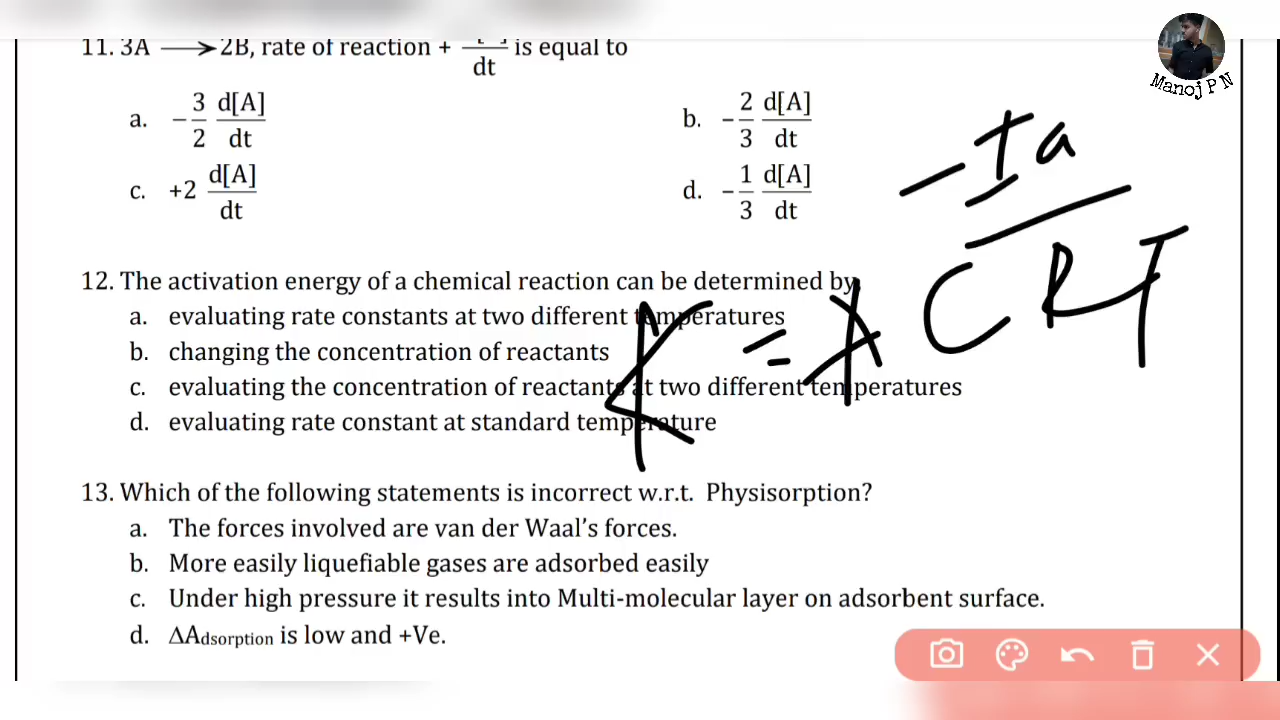 Manoj P N
11. 3A ⟶ 2B, rate of reaction + /dt is equal to
a. −3/2 d[A]/dt
b. −2/3 d[A]/dt
c. +2 d[A]/dt
d. −1/3 d[A]/dt
12. The activation energy of a chemical reaction can be determined by
a. evaluating rate constants at two different temperatures
b. changing the concentration of reactants
c. evaluating the concentration of reactants at two different temperatures
d. evaluating rate constant at standard temperature
K = A
RT
13. Which of the following statements is incorrect w.r.t. Physisorption?
a. The forces involved are van der Waal’s forces.
b. More easily liquefiable gases are adsorbed easily
c. Under high pressure it results into Multi-molecular layer on adsorbent surface.
d. ΔAdsorption is low and +Ve.